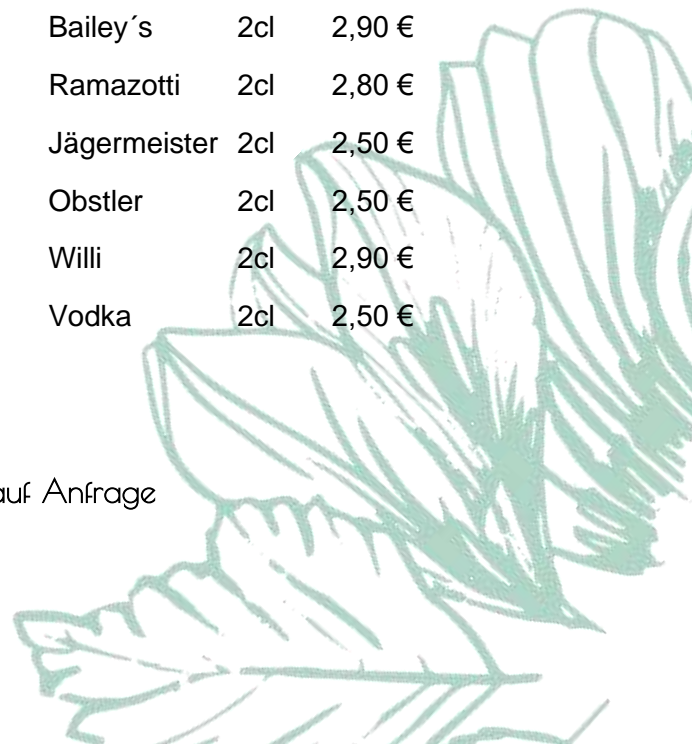 Bailey´s 2cl 2,90 €
Ramazotti 2cl 2,80 €
Jägermeister 2cl 2,50 €
Obstler 2cl 2,50 €
Willi 2cl 2,90 €
Vodka 2cl 2,50 €
auf Anfrage